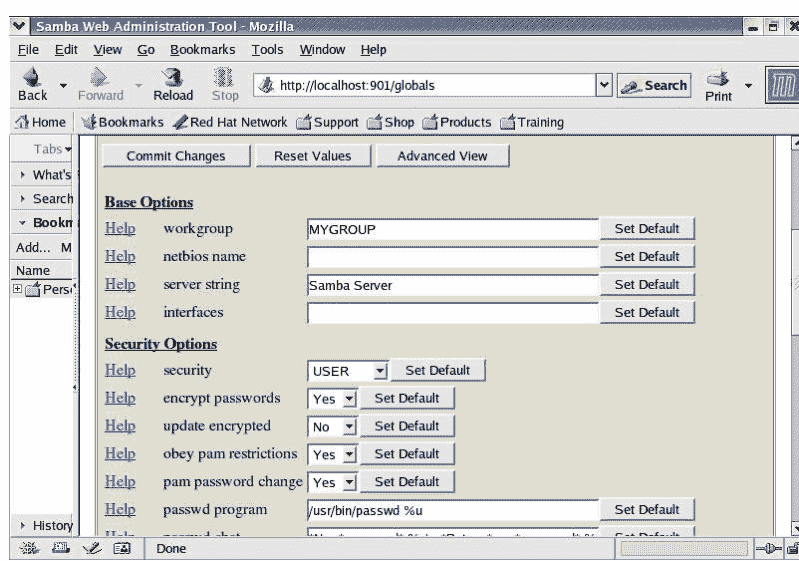 Samba Web Administration Tool - Mozilla
File Edit View Go Bookmarks Tools Window Help
Back Forward Reload Stop http://localhost:901/globals Search Print
Home Bookmarks Red Hat Network Support Shop Products Training
Tabs
What's
Search
Bookm
Add... M
Name
Perso
History
Commit Changes Reset Values Advanced View
Base Options
Help workgroup MYGROUP Set Default
Help netbios name Set Default
Help server string Samba Server Set Default
Help interfaces Set Default
Security Options
Help security USER Set Default
Help encrypt passwords Yes Set Default
Help update encrypted No Set Default
Help obey pam restrictions Yes Set Default
Help pam password change Yes Set Default
Help passwd program /usr/bin/passwd %u Set Default
Done